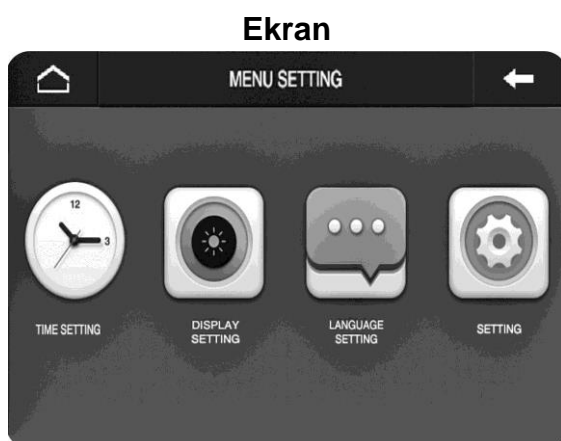 Ekran
MENU SETTING
12
3
TIME SETTING
DISPLAY
SETTING
LANGUAGE
SETTING
SETTING